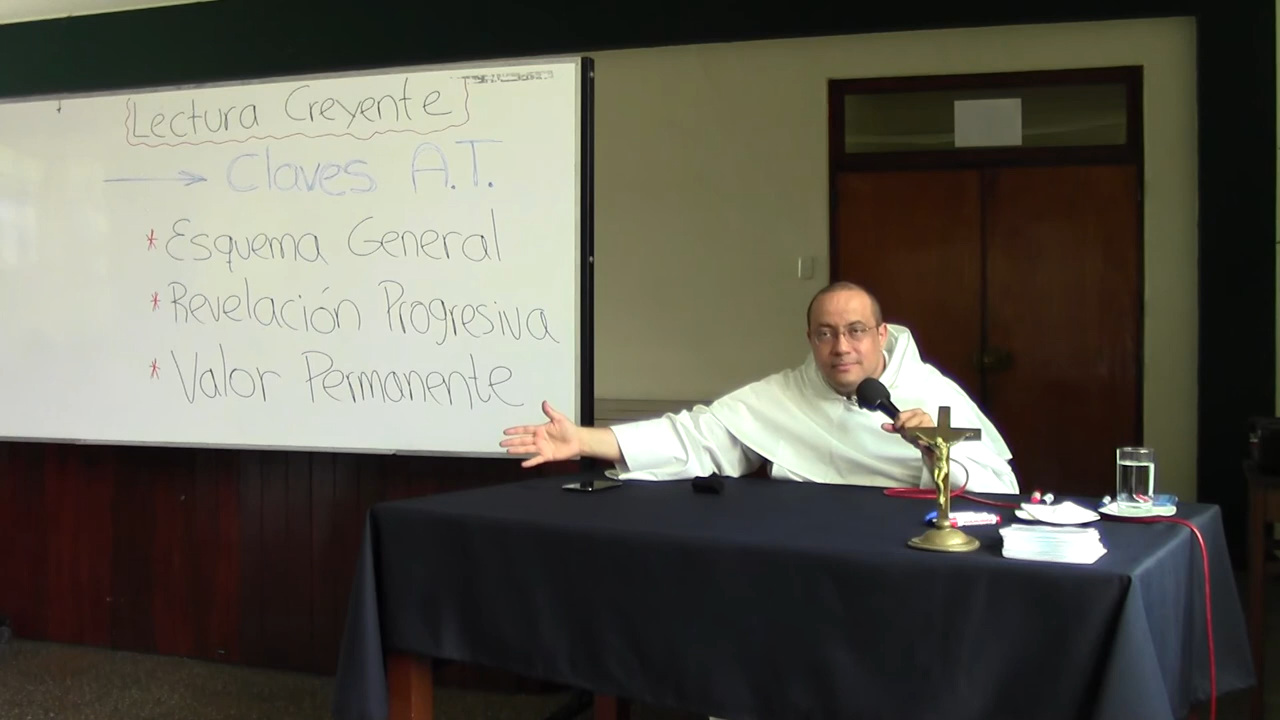 Lectura Creyente
Claves A.T.
* Esquema General
* Revelación Progresiva
* Valor Permanente